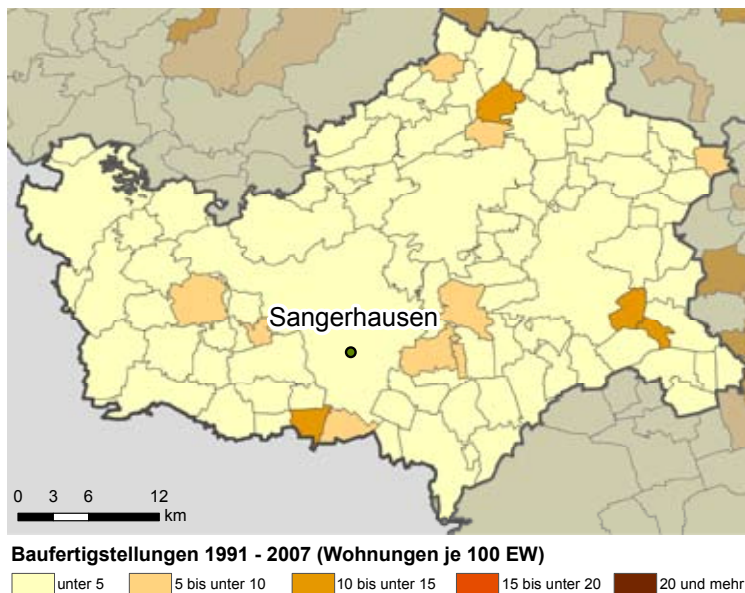 Sangerhausen
0 3 6 12
km
Baufertigstellungen 1991 - 2007 (Wohnungen je 100 EW)
unter 5 5 bis unter 10 10 bis unter 15 15 bis unter 20 20 und mehr